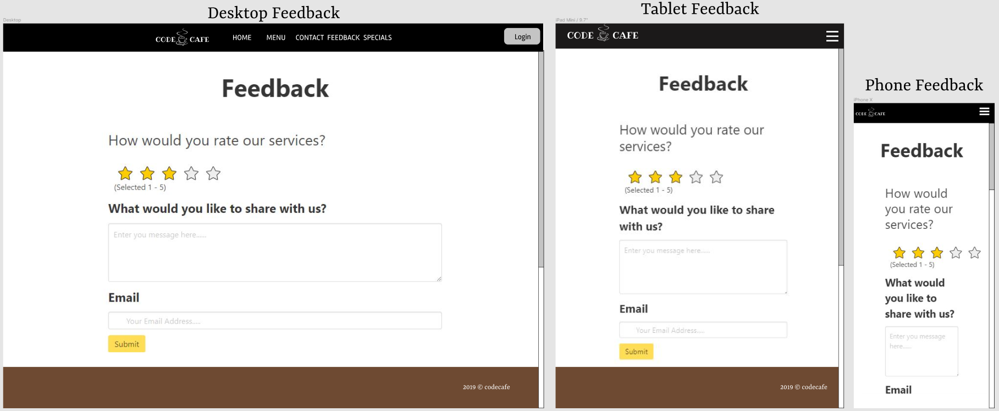 Desktop Feedback
Desktop
CODE CAFE HOME MENU CONTACT FEEDBACK SPECIALS Login
Feedback
How would you rate our services?
(Selected 1 - 5)
What would you like to share with us?
Enter you message here......
Email
Your Email Address.....
Submit
2019 © codecafe
Tablet Feedback
iPad Mini / 9.7"
CODE CAFE
Feedback
How would you rate our
services?
(Selected 1 - 5)
What would you like to share
with us?
Enter you message here......
Email
Your Email Address.....
Submit
2019 © codecafe
Phone Feedback
iPhone X
CODE CAFE
Feedback
How would
you rate our
services?
(Selected 1 - 5)
What would
you like to
share with us?
Enter you message
here......
Email